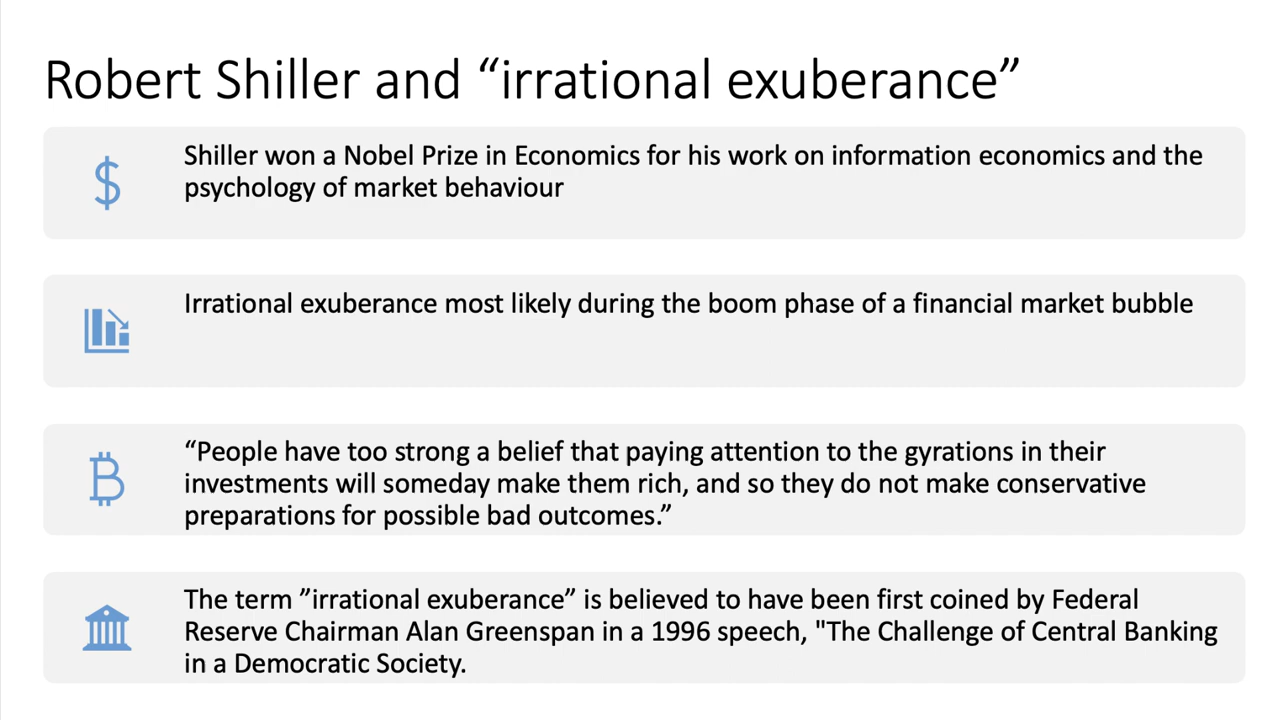 Robert Shiller and “irrational exuberance”
Shiller won a Nobel Prize in Economics for his work on information economics and the
psychology of market behaviour
Irrational exuberance most likely during the boom phase of a financial market bubble
“People have too strong a belief that paying attention to the gyrations in their
investments will someday make them rich, and so they do not make conservative
preparations for possible bad outcomes.”
The term ”irrational exuberance” is believed to have been first coined by Federal
Reserve Chairman Alan Greenspan in a 1996 speech, "The Challenge of Central Banking
in a Democratic Society.